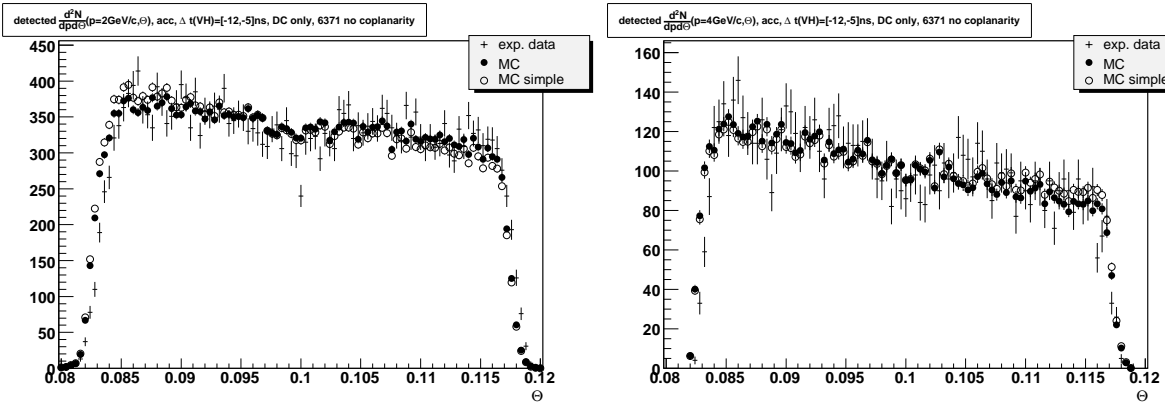 detected d²N/dpdΘ(p=2GeV/c,Θ), acc, Δ t(VH)=[-12,-5]ns, DC only, 6371 no coplanarity
exp. data
MC
MC simple
450
400
350
300
250
200
150
100
50
0
0.08 0.085 0.09 0.095 0.1 0.105 0.11 0.115 0.12
Θ
detected d²N/dpdΘ(p=4GeV/c,Θ), acc, Δ t(VH)=[-12,-5]ns, DC only, 6371 no coplanarity
exp. data
MC
MC simple
160
140
120
100
80
60
40
20
0
0.08 0.085 0.09 0.095 0.1 0.105 0.11 0.115 0.12
Θ